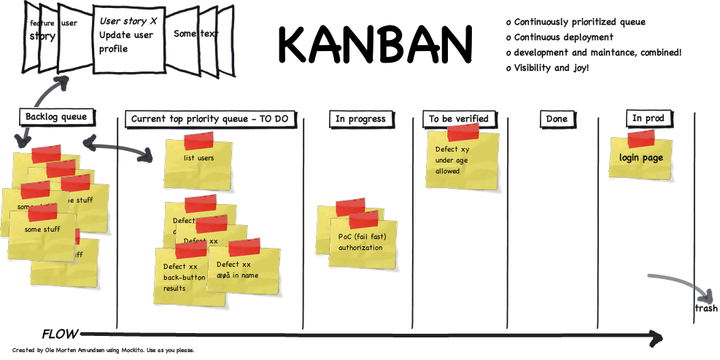 feature
story
user
User story X
Update user
profile
Some text
KANBAN
o Continuously prioritized queue
o Continuous deployment
o development and maintance, combined!
o Visibility and joy!
Backlog queue
Current top priority queue - TO DO
In progress
To be verified
Done
In prod
some
e stuff
some stuff
ff
list users
Defect
Defect xx
Defect xx
back-button
results
Defect xx
æøå in name
PoC (fail fast)
authorization
Defect xy
under age
allowed
login page
trash
FLOW
Created by Ole Morten Amundsen using Mockito. Use as you please.